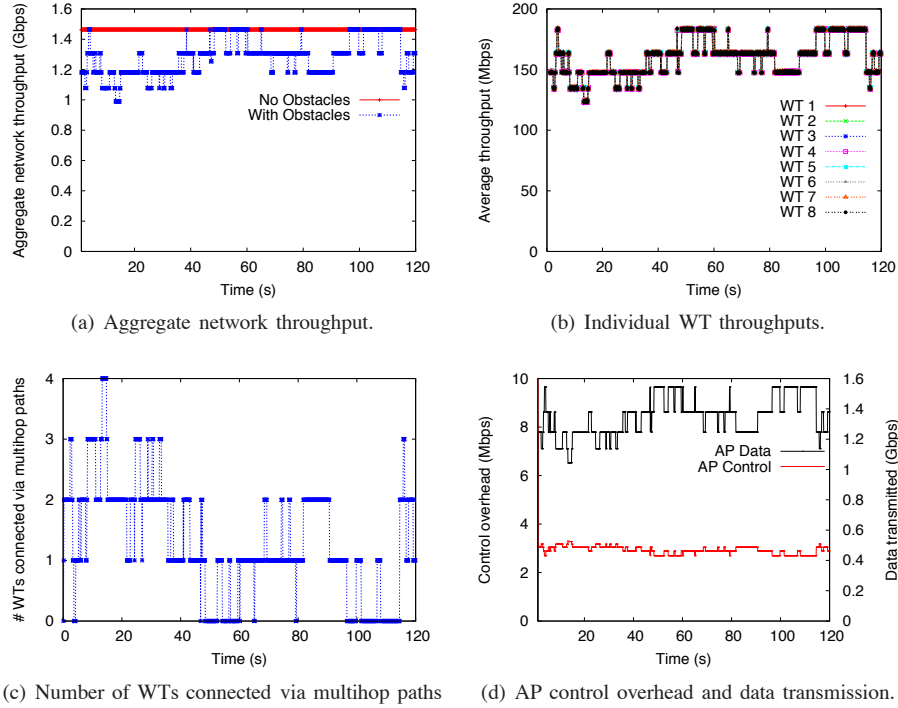 Aggregate network throughput (Gbps)
1.6
1.4
1.2
1
0.8
0.6
0.4
0.2
0
No Obstacles
With Obstacles
20 40 60 80 100 120
Time (s)
(a) Aggregate network throughput.
Average throughput (Mbps)
200
150
100
50
0
WT 1
WT 2
WT 3
WT 4
WT 5
WT 6
WT 7
WT 8
0 20 40 60 80 100 120
Time (s)
(b) Individual WT throughputs.
# WTs connected via multihop paths
4
3
2
1
0
0 20 40 60 80 100 120
Time (s)
(c) Number of WTs connected via multihop paths
Control overhead (Mbps)
10
8
6
4
2
0
AP Data
AP Control
1.6
1.4
1.2
1
0.8
0.6
0.4
0.2
0
Data transmitted (Gbps)
20 40 60 80 100 120
Time (s)
(d) AP control overhead and data transmission.